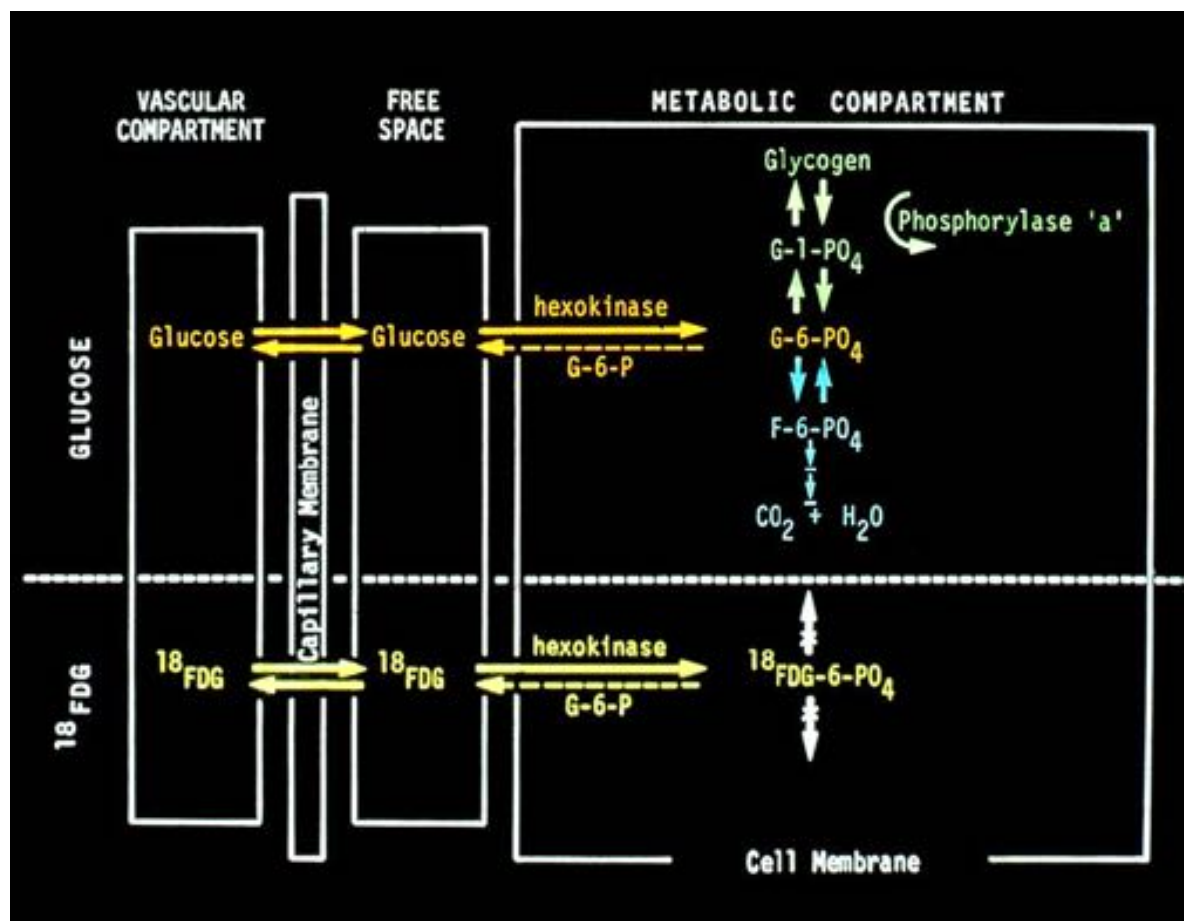 VASCULAR
COMPARTMENT
FREE
SPACE
METABOLIC COMPARTMENT
GLUCOSE
Glucose
Capillary Membrane
Glucose
hexokinase
G-6-P
Glycogen
Phosphorylase 'a'
G-1-PO₄
G-6-PO₄
F-6-PO₄
CO₂ + H₂O
¹⁸FDG
¹⁸FDG
¹⁸FDG
hexokinase
G-6-P
¹⁸FDG-6-PO₄
Cell Membrane